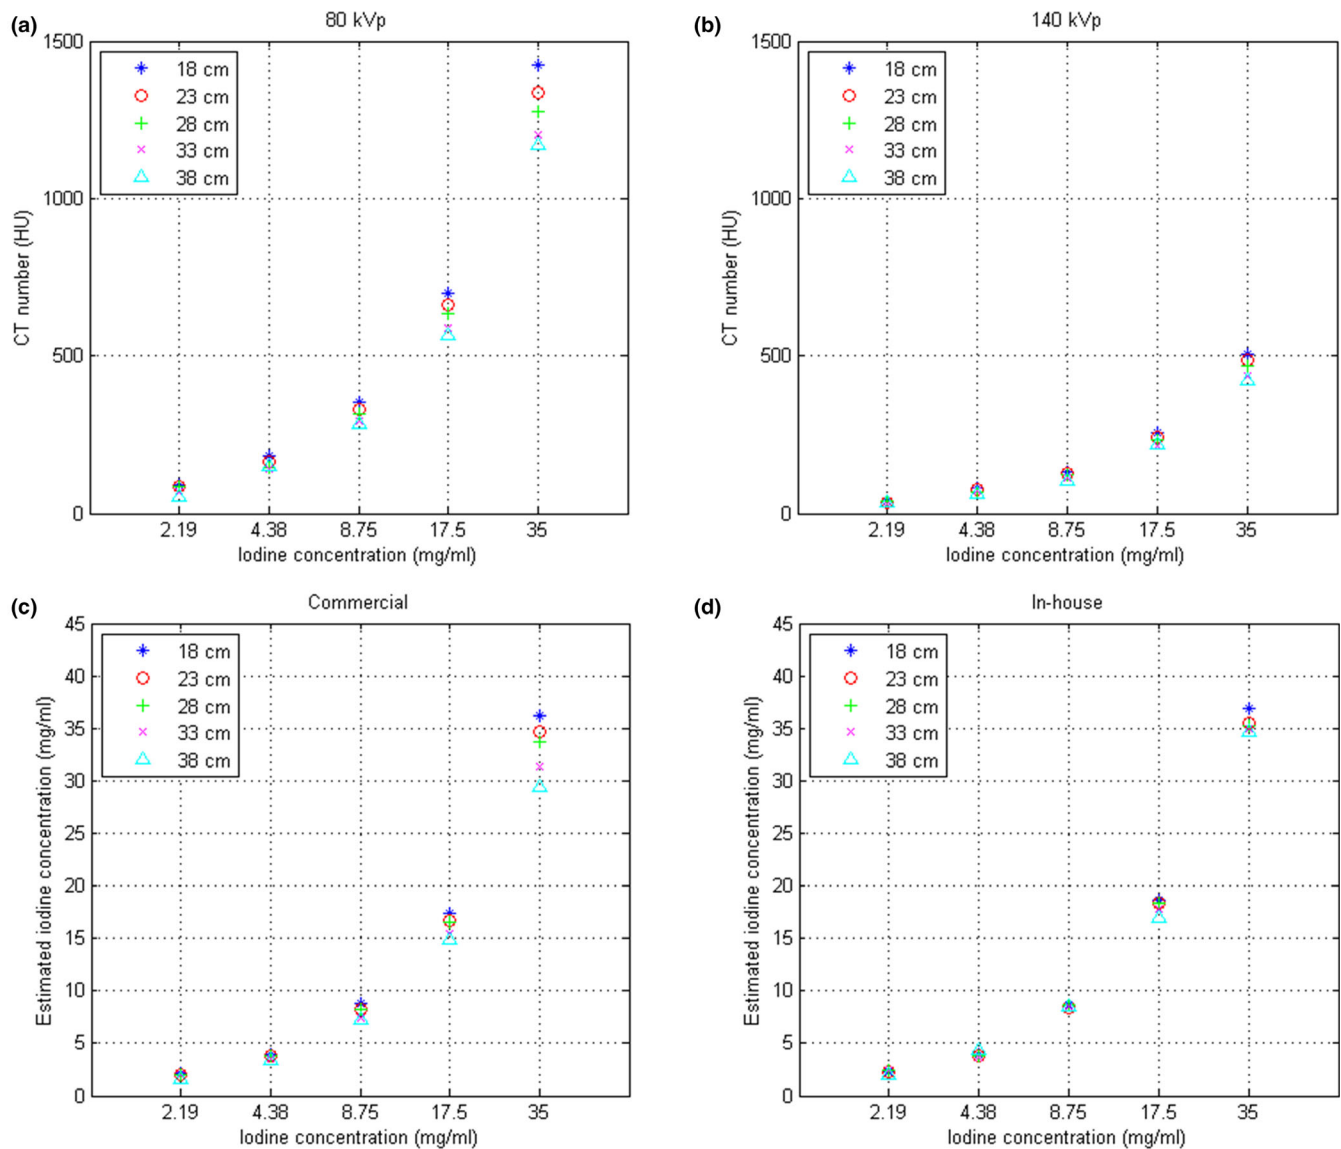 (a)
80 kVp
1500
1000
500
0
CT number (HU)
18 cm
23 cm
28 cm
33 cm
38 cm
2.19 4.38 8.75 17.5 35
Iodine concentration (mg/ml)
(b)
140 kVp
1500
1000
500
0
CT number (HU)
18 cm
23 cm
28 cm
33 cm
38 cm
2.19 4.38 8.75 17.5 35
Iodine concentration (mg/ml)
(c)
Commercial
45
40
35
30
25
20
15
10
5
0
Estimated iodine concentration (mg/ml)
18 cm
23 cm
28 cm
33 cm
38 cm
2.19 4.38 8.75 17.5 35
Iodine concentration (mg/ml)
(d)
In-house
45
40
35
30
25
20
15
10
5
0
Estimated iodine concentration (mg/ml)
18 cm
23 cm
28 cm
33 cm
38 cm
2.19 4.38 8.75 17.5 35
Iodine concentration (mg/ml)